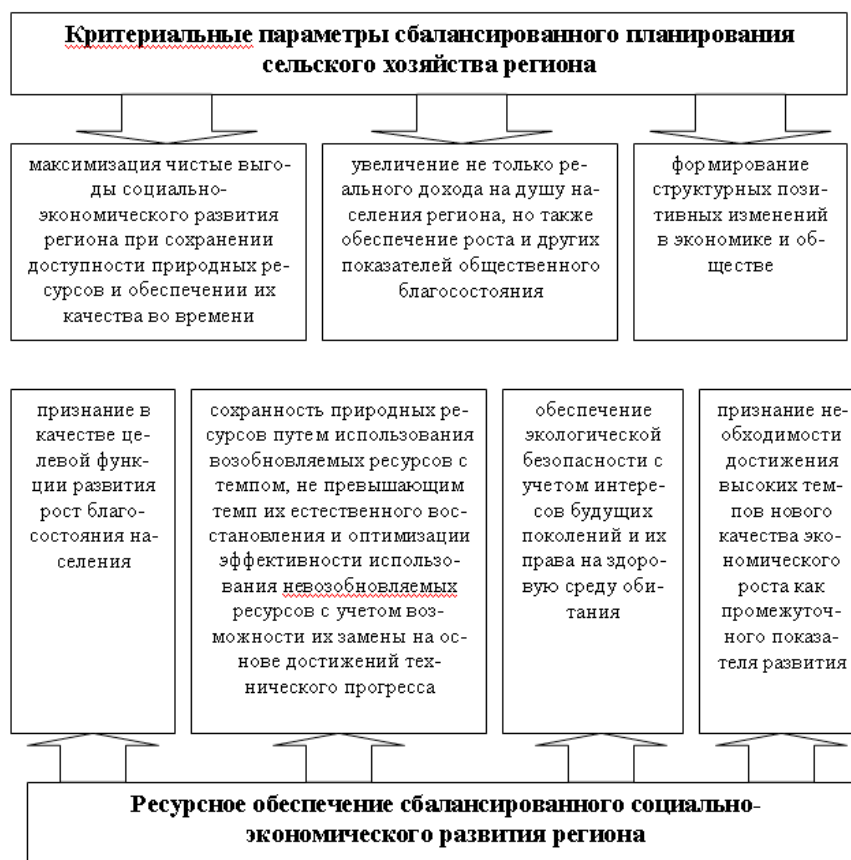 Критериальные параметры сбалансированного планирования
сельского хозяйства региона
максимизация чистые выго-
ды социально-
экономического развития
региона при сохранении
доступности природных ре-
сурсов и обеспечении их
качества во времени
увеличение не только ре-
ального дохода на душу на-
селения региона, но также
обеспечение роста и других
показателей общественного
благосостояния
формирование
структурных пози-
тивных изменений
в экономике и об-
ществе
признание в
качестве це-
левой функ-
ции развития
рост благо-
состояния на-
селения
сохранность природных ре-
сурсов путем использования
возобновляемых ресурсов с
темпом, не превышающим
темп их естественного вос-
становления и оптимизации
эффективности использо-
вания невозобновляемых
ресурсов с учетом воз-
можности их замены на ос-
нове достижений тех-
нического прогресса
обеспечение
экологической
безопасности с
учетом интере-
сов будущих
поколений и их
права на здоро-
вую среду оби-
тания
признание не-
обходимости
достижения
высоких тем-
пов нового
качества эко-
номического
роста как
промежуточ-
ного показа-
теля развития
Ресурсное обеспечение сбалансированного социально-
экономического развития региона